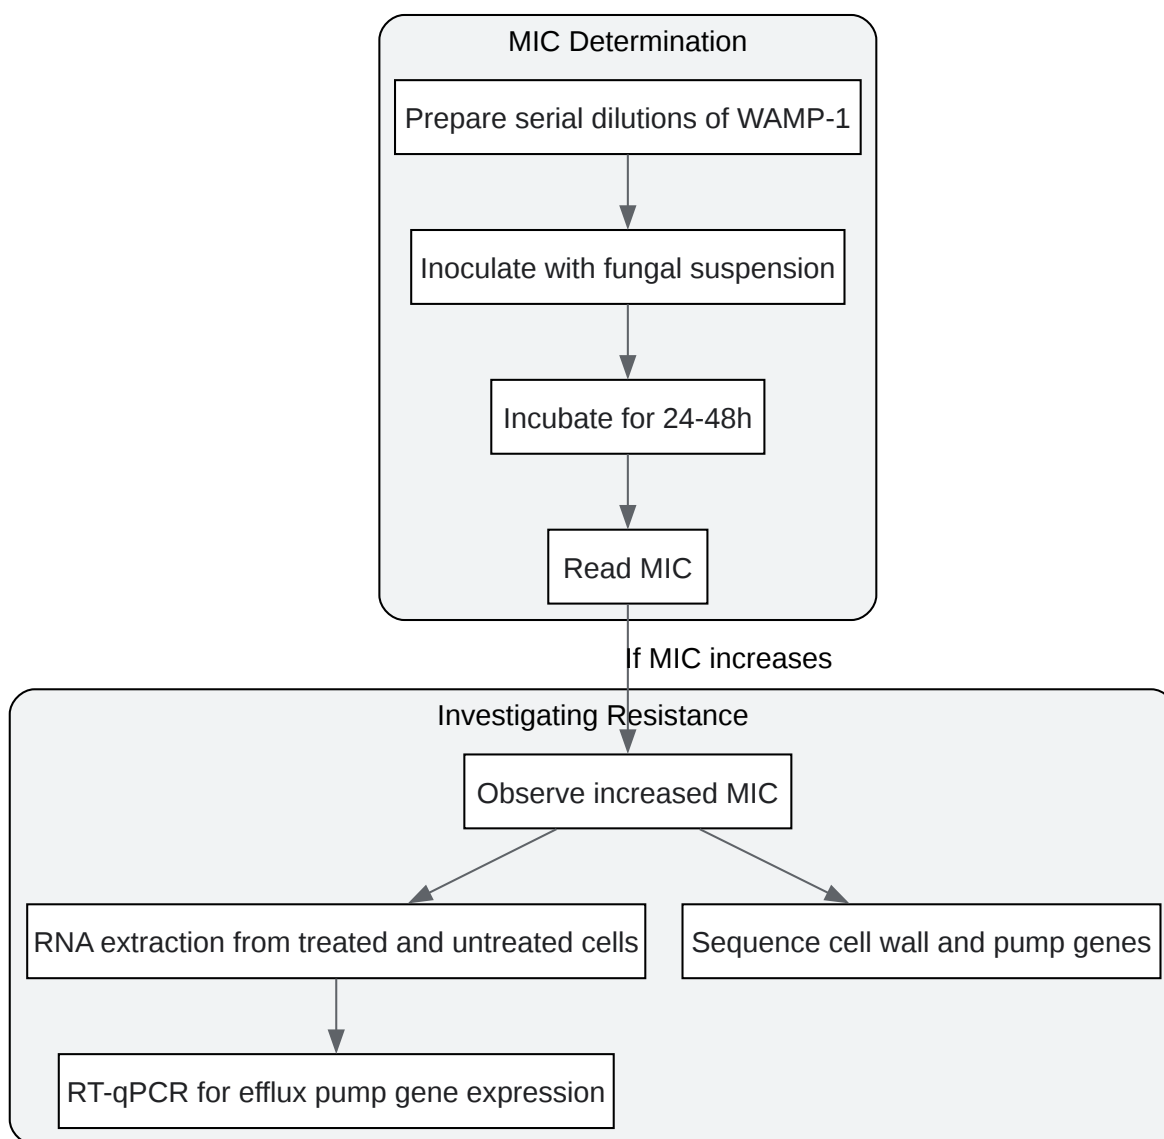 MIC Determination
Prepare serial dilutions of WAMP-1
Inoculate with fungal suspension
Incubate for 24-48h
Read MIC
If MIC increases
Investigating Resistance
Observe increased MIC
RNA extraction from treated and untreated cells
Sequence cell wall and pump genes
RT-qPCR for efflux pump gene expression